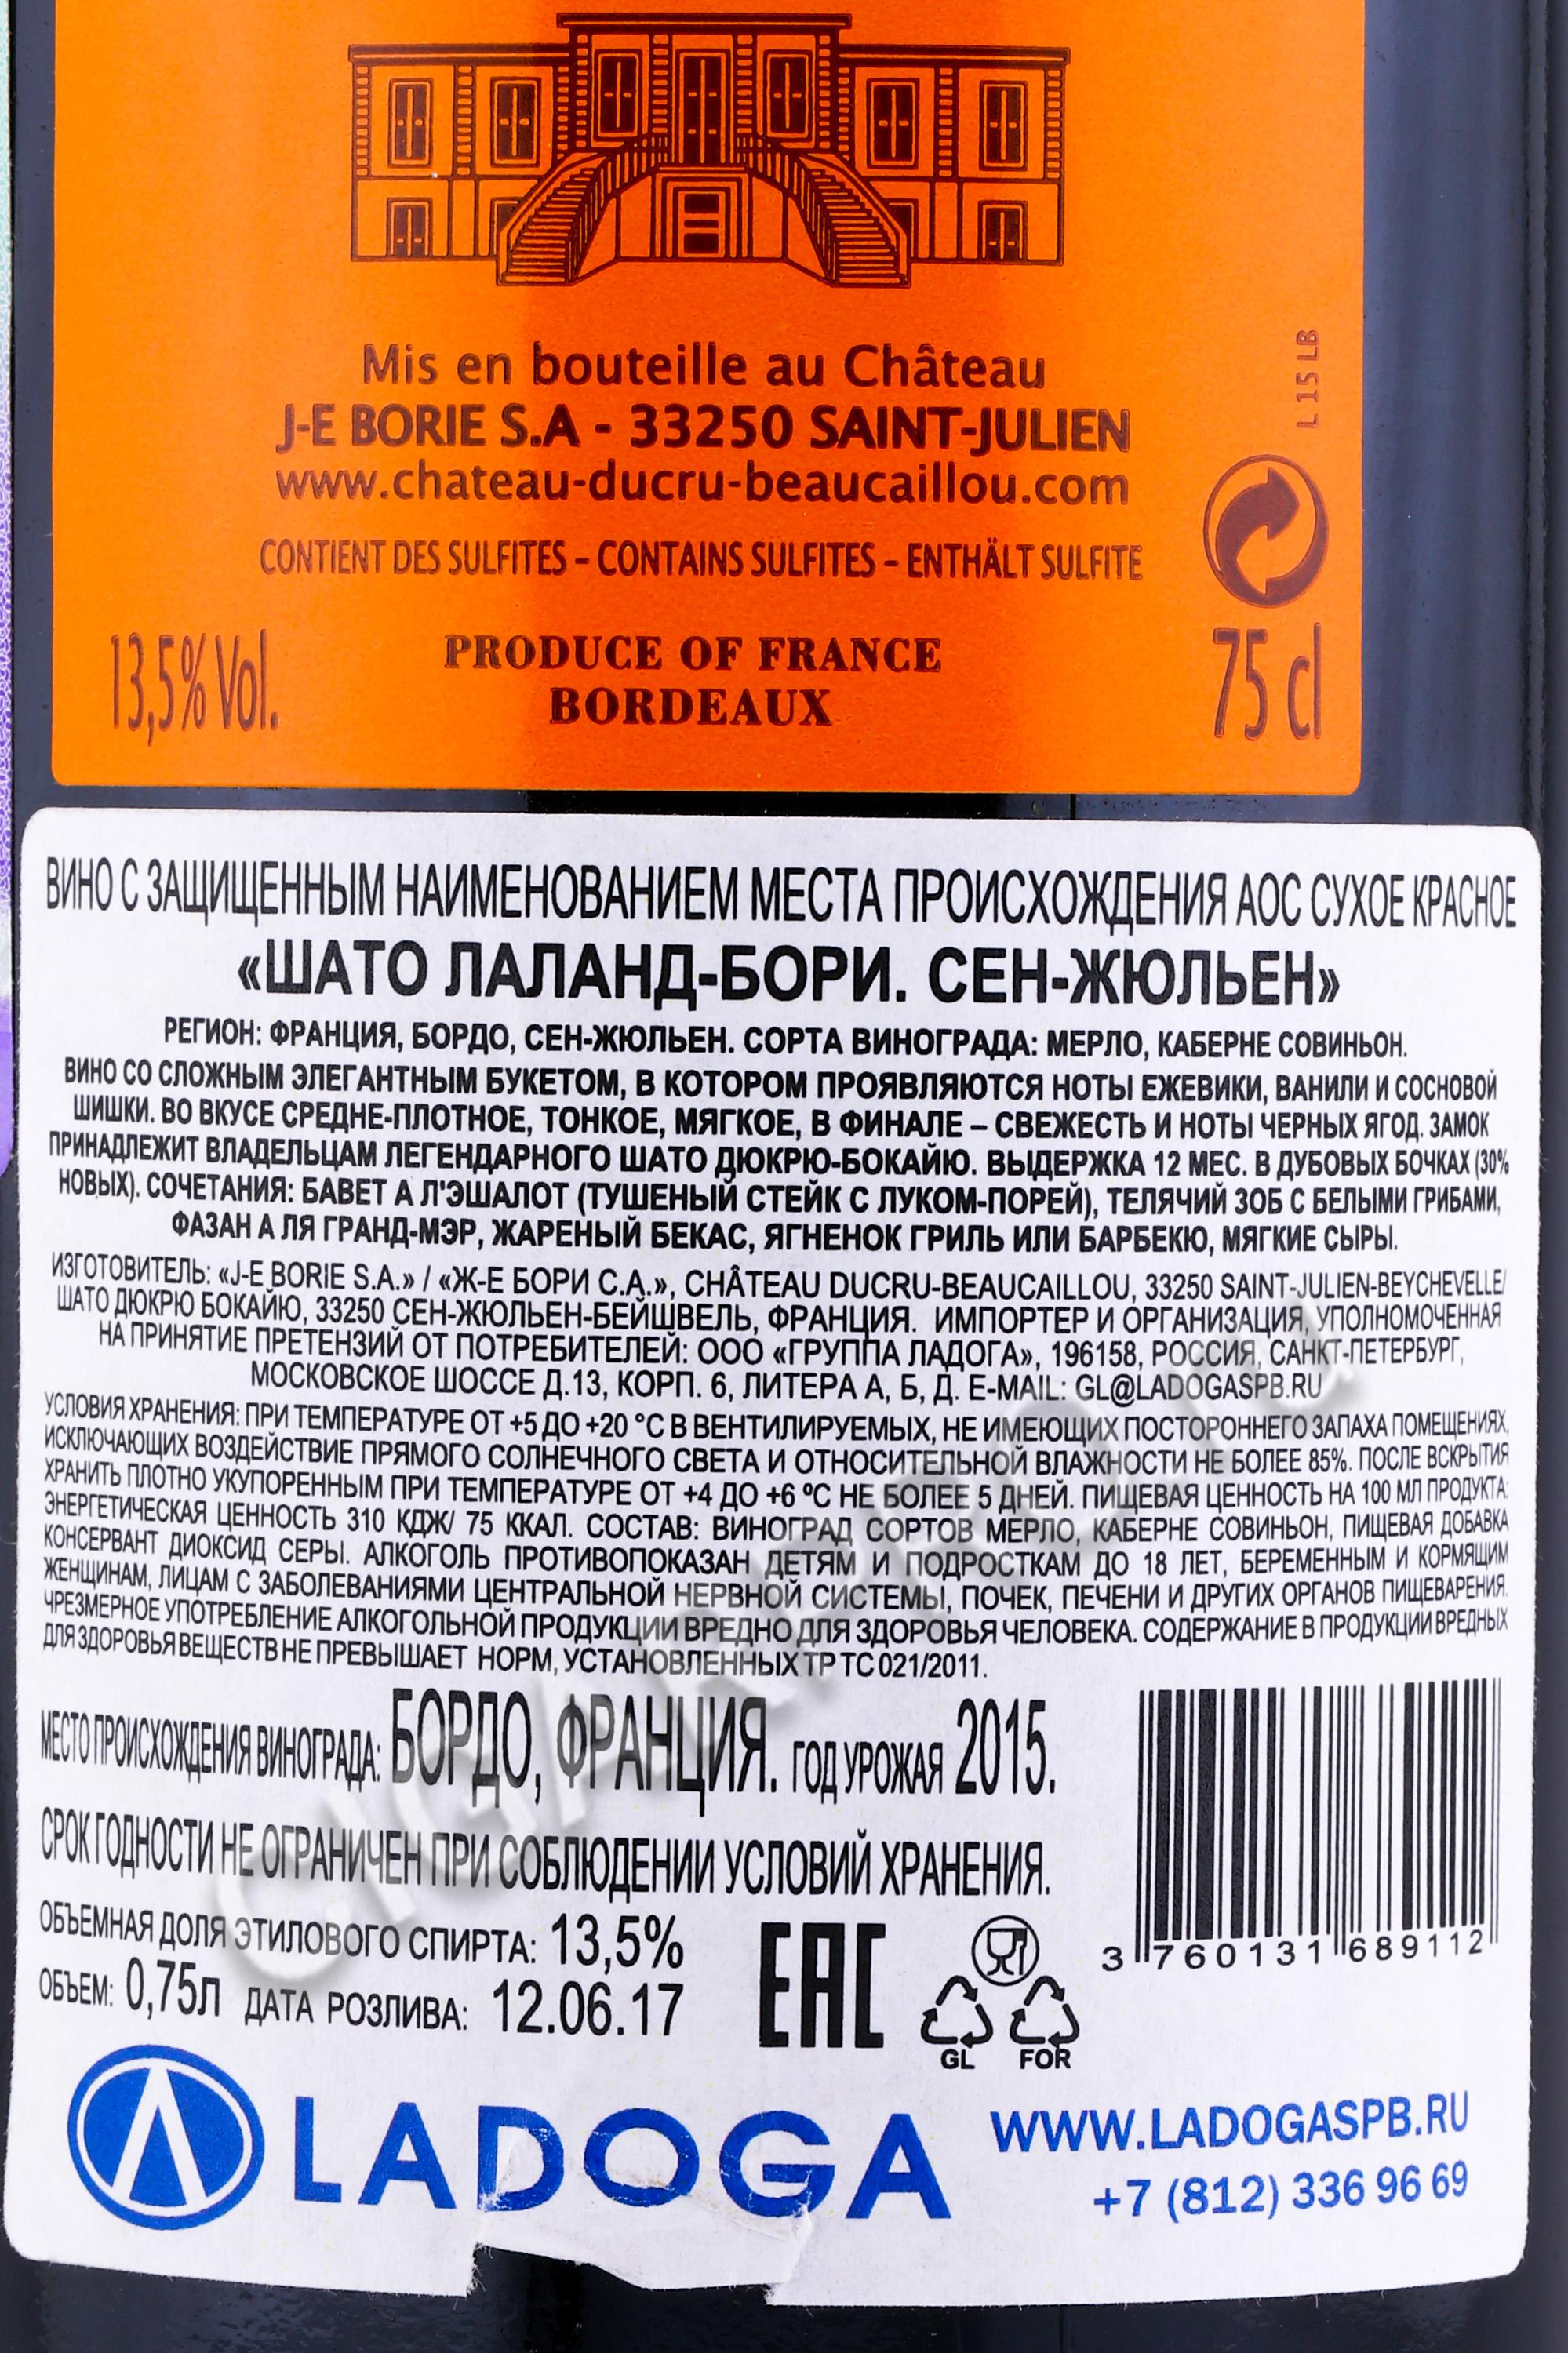 Mis en bouteille au Château
J-E BORIE S.A - 33250 SAINT-JULIEN
www.chateau-ducru-beaucaillou.com
L 15 LB
CONTIENT DES SULFITES – CONTAINS SULFITES – ENTHÄLT SULFITE
13,5% Vol.
PRODUCE OF FRANCE
BORDEAUX
75 cl
ВИНО С ЗАЩИЩЕННЫМ НАИМЕНОВАНИЕМ МЕСТА ПРОИСХОЖДЕНИЯ АОС СУХОЕ КРАСНОЕ
«ШАТО ЛАЛАНД-БОРИ. СЕН-ЖЮЛЬЕН»
РЕГИОН: ФРАНЦИЯ, БОРДО, СЕН-ЖЮЛЬЕН. СОРТА ВИНОГРАДА: МЕРЛО, КАБЕРНЕ СОВИНЬОН.
ВИНО СО СЛОЖНЫМ ЭЛЕГАНТНЫМ БУКЕТОМ, В КОТОРОМ ПРОЯВЛЯЮТСЯ НОТЫ ЕЖЕВИКИ, ВАНИЛИ И СОСНОВОЙ
ШИШКИ. ВО ВКУСЕ СРЕДНЕ-ПЛОТНОЕ, ТОНКОЕ, МЯГКОЕ, В ФИНАЛЕ – СВЕЖЕСТЬ И НОТЫ ЧЕРНЫХ ЯГОД. ЗАМОК
ПРИНАДЛЕЖИТ ВЛАДЕЛЬЦАМ ЛЕГЕНДАРНОГО ШАТО ДЮКРЮ-БОКАЙЮ. ВЫДЕРЖКА 12 МЕС. В ДУБОВЫХ БОЧКАХ (30%
НОВЫХ). СОЧЕТАНИЯ: БАВЕТ А Л'ЭШАЛОТ (ТУШЕНЫЙ СТЕЙК С ЛУКОМ-ПОРЕЙ), ТЕЛЯЧИЙ ЗОБ С БЕЛЫМИ ГРИБАМИ,
ФАЗАН А ЛЯ ГРАНД-МЭР, ЖАРЕНЫЙ БЕКАС, ЯГНЕНОК ГРИЛЬ ИЛИ БАРБЕКЮ, МЯГКИЕ СЫРЫ.
ИЗГОТОВИТЕЛЬ: «J-E BORIE S.A.» / «Ж-Е БОРИ С.А.», CHÂTEAU DUCRU-BEAUCAILLOU, 33250 SAINT-JULIEN-BEYCHEVELLE/
ШАТО ДЮКРЮ БОКАЙЮ, 33250 СЕН-ЖЮЛЬЕН-БЕЙШВЕЛЬ, ФРАНЦИЯ. ИМПОРТЕР И ОРГАНИЗАЦИЯ, УПОЛНОМОЧЕННАЯ
НА ПРИНЯТИЕ ПРЕТЕНЗИЙ ОТ ПОТРЕБИТЕЛЕЙ: ООО «ГРУППА ЛАДОГА», 196158, РОССИЯ, САНКТ-ПЕТЕРБУРГ,
МОСКОВСКОЕ ШОССЕ Д.13, КОРП. 6, ЛИТЕРА А, Б, Д. E-MAIL: GL@LADOGASPB.RU
УСЛОВИЯ ХРАНЕНИЯ: ПРИ ТЕМПЕРАТУРЕ ОТ +5 ДО +20 °С В ВЕНТИЛИРУЕМЫХ, НЕ ИМЕЮЩИХ ПОСТОРОННЕГО ЗАПАХА ПОМЕЩЕНИЯХ,
ИСКЛЮЧАЮЩИХ ВОЗДЕЙСТВИЕ ПРЯМОГО СОЛНЕЧНОГО СВЕТА И ОТНОСИТЕЛЬНОЙ ВЛАЖНОСТИ НЕ БОЛЕЕ 85%. ПОСЛЕ ВСКРЫТИЯ
ХРАНИТЬ ПЛОТНО УКУПОРЕННЫМ ПРИ ТЕМПЕРАТУРЕ ОТ +4 ДО +6 °С НЕ БОЛЕЕ 5 ДНЕЙ. ПИЩЕВАЯ ЦЕННОСТЬ НА 100 МЛ ПРОДУКТА:
ЭНЕРГЕТИЧЕСКАЯ ЦЕННОСТЬ 310 КДЖ/ 75 ККАЛ. СОСТАВ: ВИНОГРАД СОРТОВ МЕРЛО, КАБЕРНЕ СОВИНЬОН, ПИЩЕВАЯ ДОБАВКА
КОНСЕРВАНТ ДИОКСИД СЕРЫ. АЛКОГОЛЬ ПРОТИВОПОКАЗАН ДЕТЯМ И ПОДРОСТКАМ ДО 18 ЛЕТ, БЕРЕМЕННЫМ И КОРМЯЩИМ
ЖЕНЩИНАМ, ЛИЦАМ С ЗАБОЛЕВАНИЯМИ ЦЕНТРАЛЬНОЙ НЕРВНОЙ СИСТЕМЫ, ПОЧЕК, ПЕЧЕНИ И ДРУГИХ ОРГАНОВ ПИЩЕВАРЕНИЯ.
ЧРЕЗМЕРНОЕ УПОТРЕБЛЕНИЕ АЛКОГОЛЬНОЙ ПРОДУКЦИИ ВРЕДНО ДЛЯ ЗДОРОВЬЯ ЧЕЛОВЕКА. СОДЕРЖАНИЕ В ПРОДУКЦИИ ВРЕДНЫХ
ДЛЯ ЗДОРОВЬЯ ВЕЩЕСТВ НЕ ПРЕВЫШАЕТ НОРМ, УСТАНОВЛЕННЫХ ТР ТС 021/2011.
МЕСТО ПРОИСХОЖДЕНИЯ ВИНОГРАДА: БОРДО, ФРАНЦИЯ. ГОД УРОЖАЯ 2015.
СРОК ГОДНОСТИ НЕ ОГРАНИЧЕН ПРИ СОБЛЮДЕНИИ УСЛОВИЙ ХРАНЕНИЯ.
ОБЪЕМНАЯ ДОЛЯ ЭТИЛОВОГО СПИРТА: 13,5%
ОБЪЕМ: 0,75л ДАТА РОЗЛИВА: 12.06.17
EAC
GL FOR
3 760131 689112
LADOGA
WWW.LADOGASPB.RU
+7 (812) 336 96 69
CIGARPRO.ru